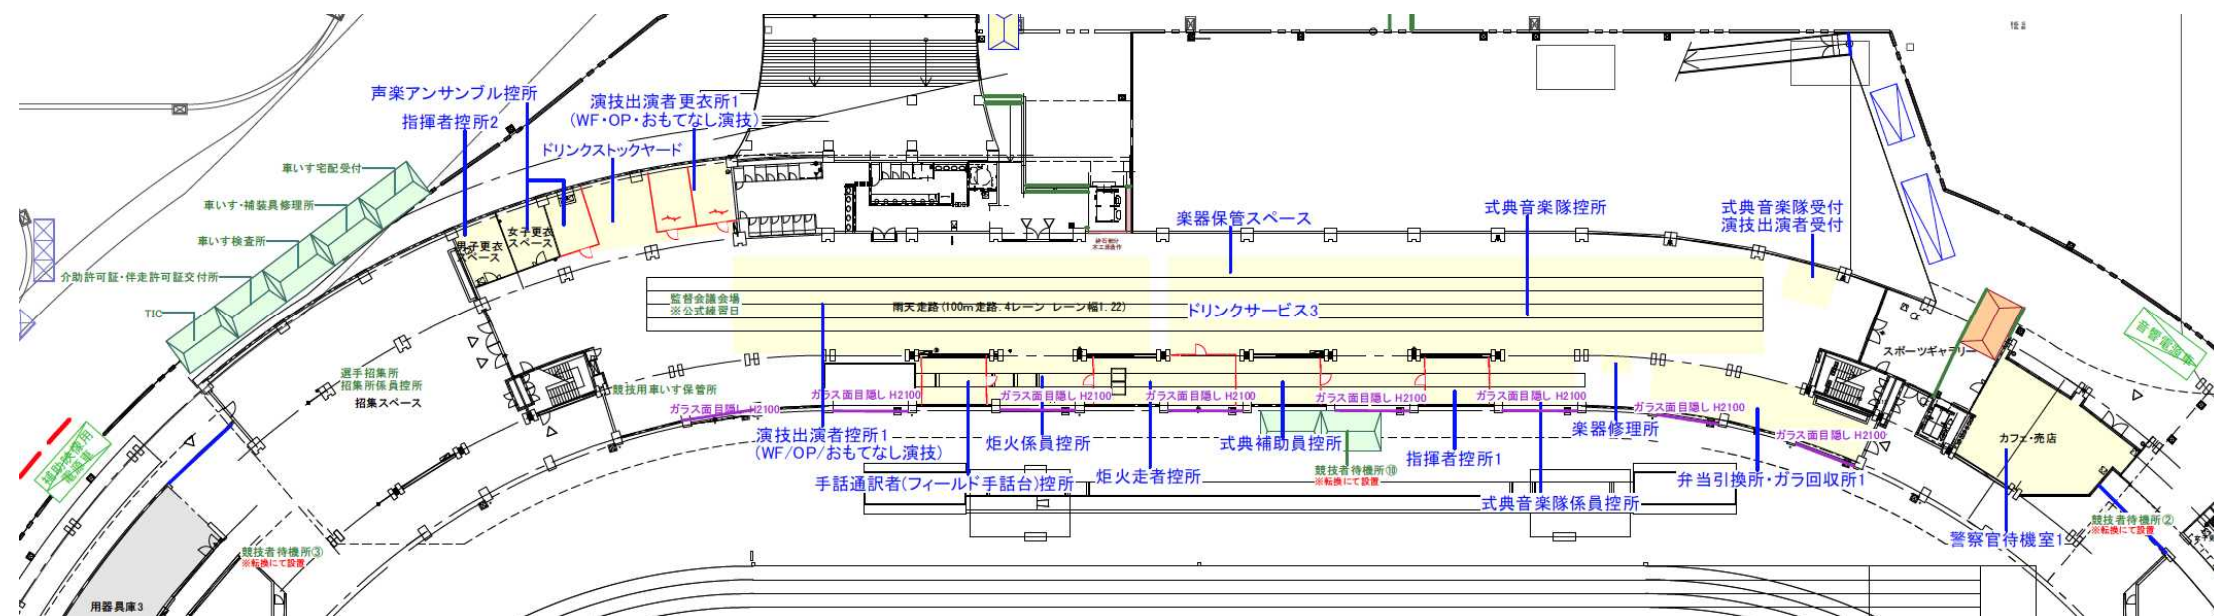 声楽アンサンブル控所
指揮者控所2
演技出演者更衣所1
(WF・OP・おもてなし演技)
ドリンクストックヤード
車いす宅配受付
車いす・補装具修理所
車いす検査所
介助許可証・伴走許可証交付所
TIC
男子更衣
スペース
女子更衣
スペース
楽器保管スペース
式典音楽隊控所
式典音楽隊受付
演技出演者受付
監督会議会場
※公式練習日
雨天走路(100m走路.4レーン レーン幅1.22)
ドリンクサービス3
スポーツギャラリー
音響電源車
選手招集所
招集所係員控所
招集スペース
競技用車いす保管所
ガラス面目隠し H2100
ガラス面目隠し H2100
ガラス面目隠し H2100
ガラス面目隠し H2100
ガラス面目隠し H2100
ガラス面目隠し H2100
ガラス面目隠し H2100
ガラス面目隠し H2100
補助映像用
電源車
演技出演者控所1
(WF/OP/おもてなし演技)
炬火係員控所
式典補助員控所
楽器修理所
カフェ・売店
手話通訳者(フィールド手話台)控所
炬火走者控所
競技者待機所⑩
※転換にて設置
指揮者控所1
弁当引換所・ガラ回収所1
式典音楽隊係員控所
警察官待機室1
競技者待機所②
※転換にて設置
競技者待機所③
※転換にて設置
用器具庫3